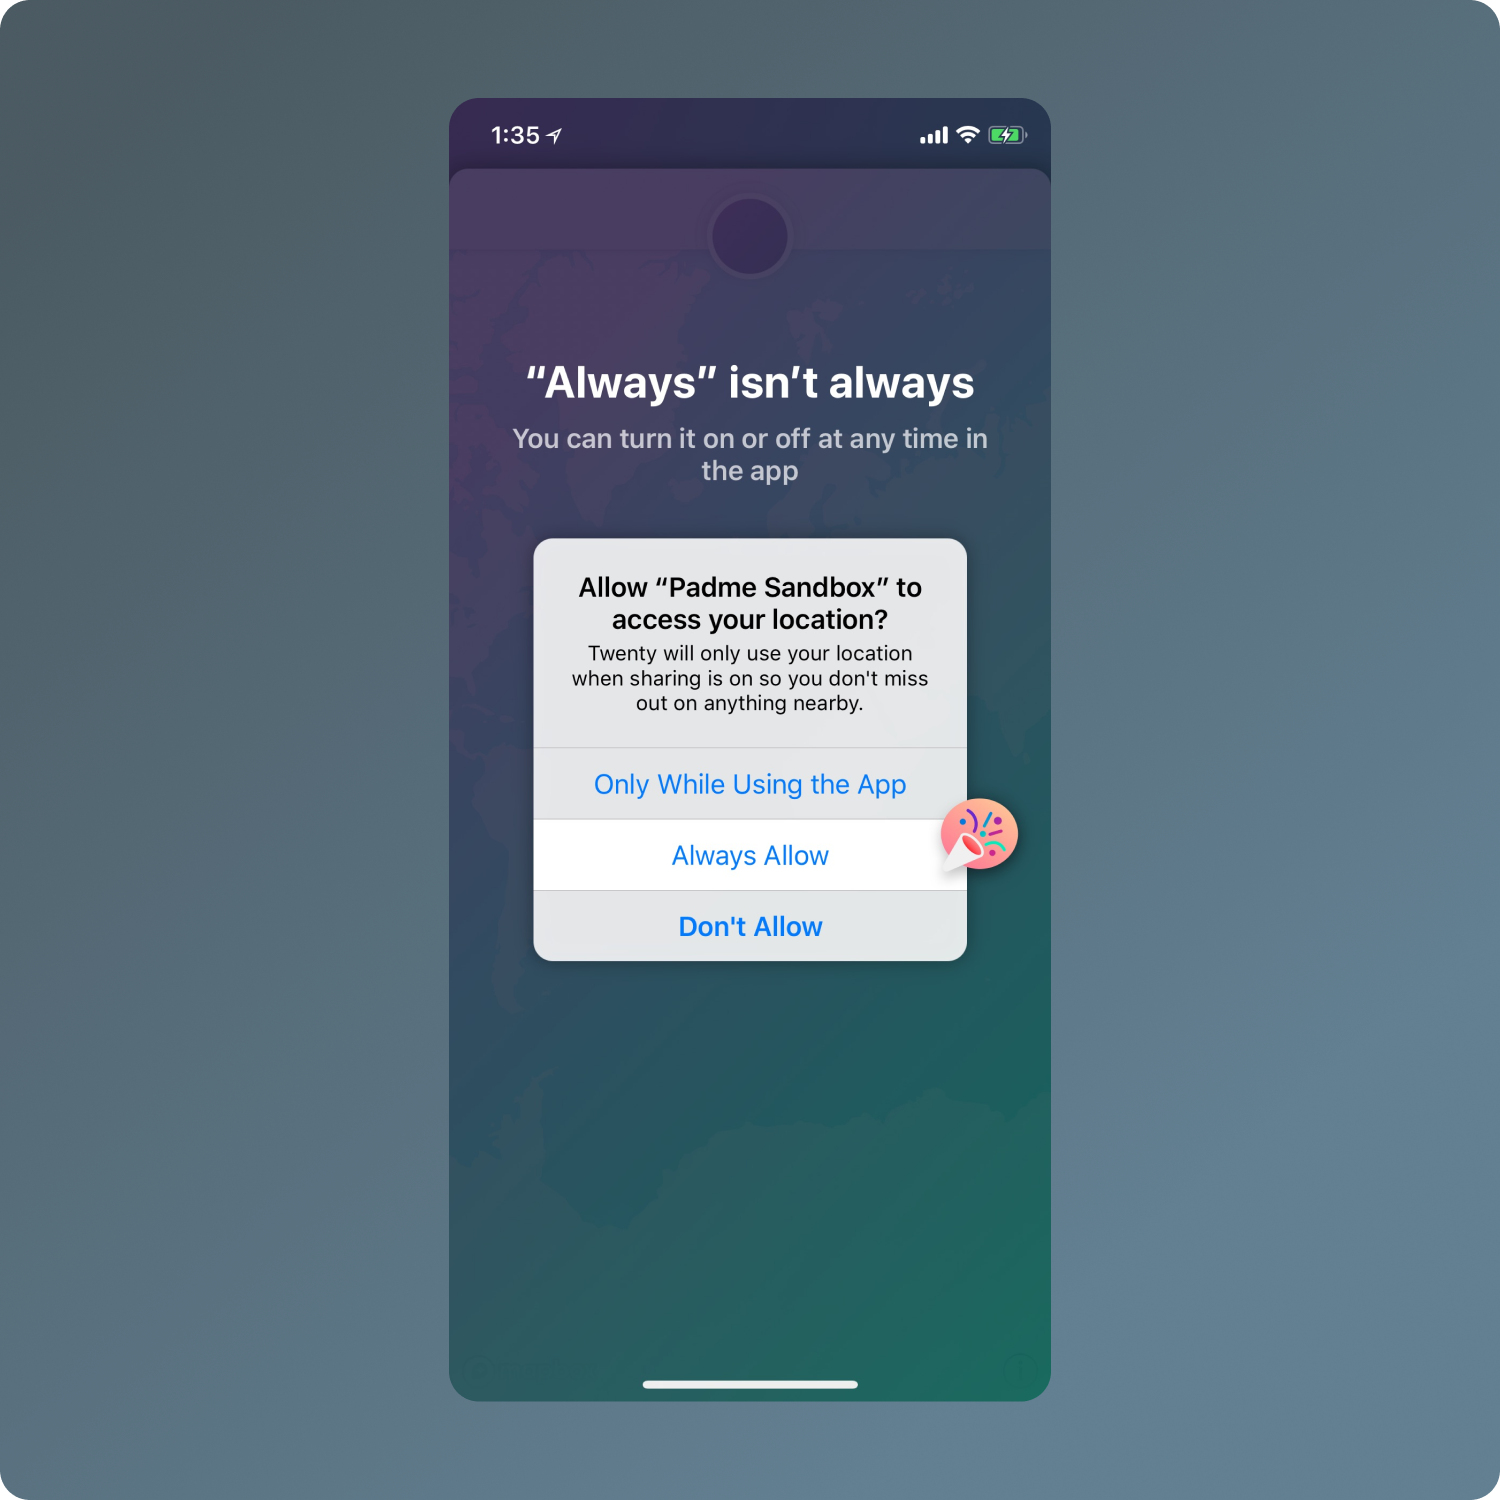 1:35
“Always” isn’t always
You can turn it on or off at any time in
the app
Allow “Padme Sandbox” to
access your location?
Twenty will only use your location
when sharing is on so you don't miss
out on anything nearby.
Only While Using the App
Always Allow
Don't Allow